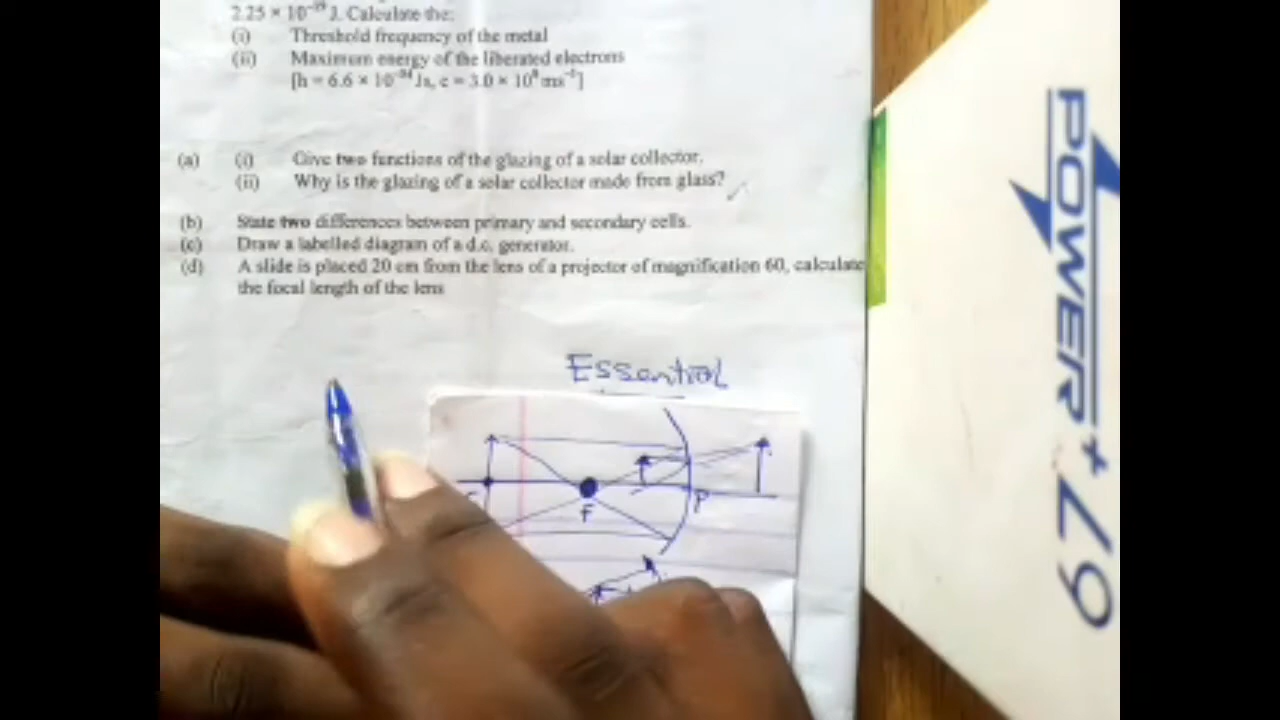 2.25 × 10⁻¹⁹ J. Calculate the:
(i) Threshold frequency of the metal
(ii) Maximum energy of the liberated electrons
[h = 6.6 × 10⁻³⁴ Js, c = 3.0 × 10⁸ ms⁻¹]
(a) (i) Give two functions of the glazing of a solar collector.
(ii) Why is the glazing of a solar collector made from glass?
(b) State two differences between primary and secondary cells.
(c) Draw a labelled diagram of a d.c. generator.
(d) A slide is placed 20 cm from the lens of a projector of magnification 60, calculate
the focal length of the lens
Essential
F
P
POWER+